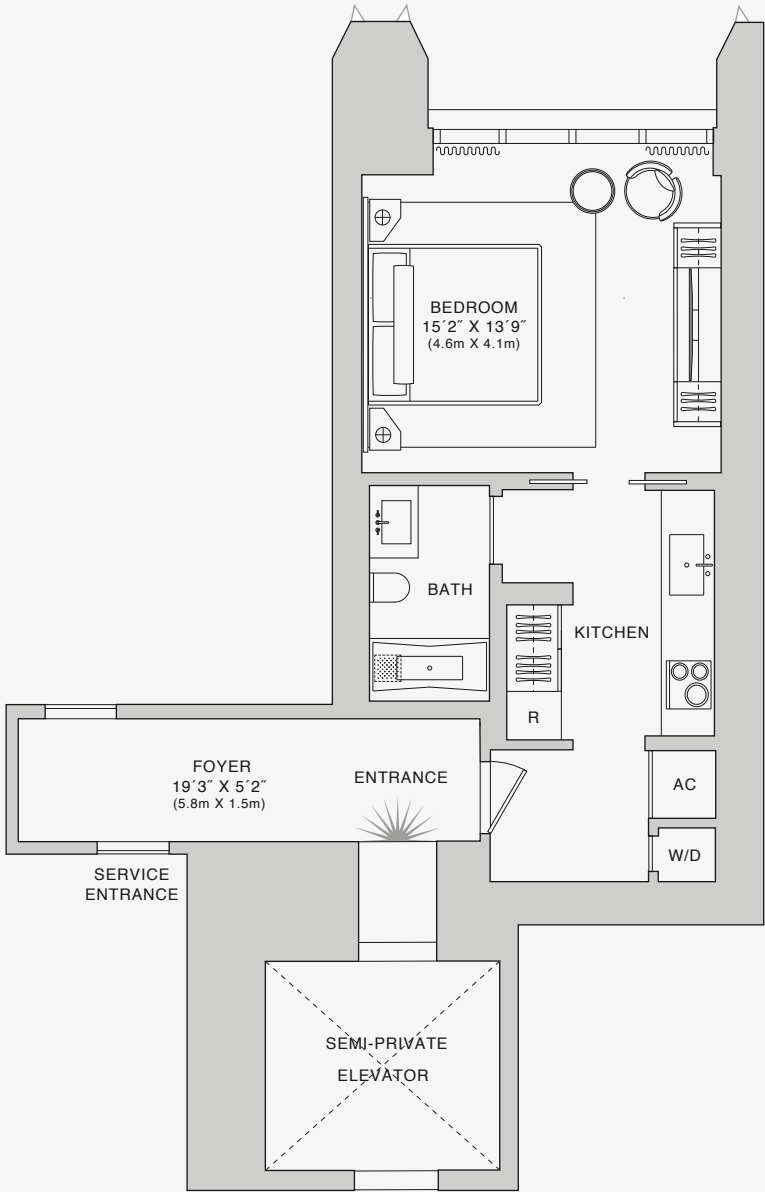 BEDROOM
15´2˝ X 13´9˝
(4.6m X 4.1m)
BATH
KITCHEN
R
FOYER
19´3˝ X 5´2˝
(5.8m X 1.5m)
ENTRANCE
AC
W/D
SERVICE
ENTRANCE
SEMI-PRIVATE
ELEVATOR